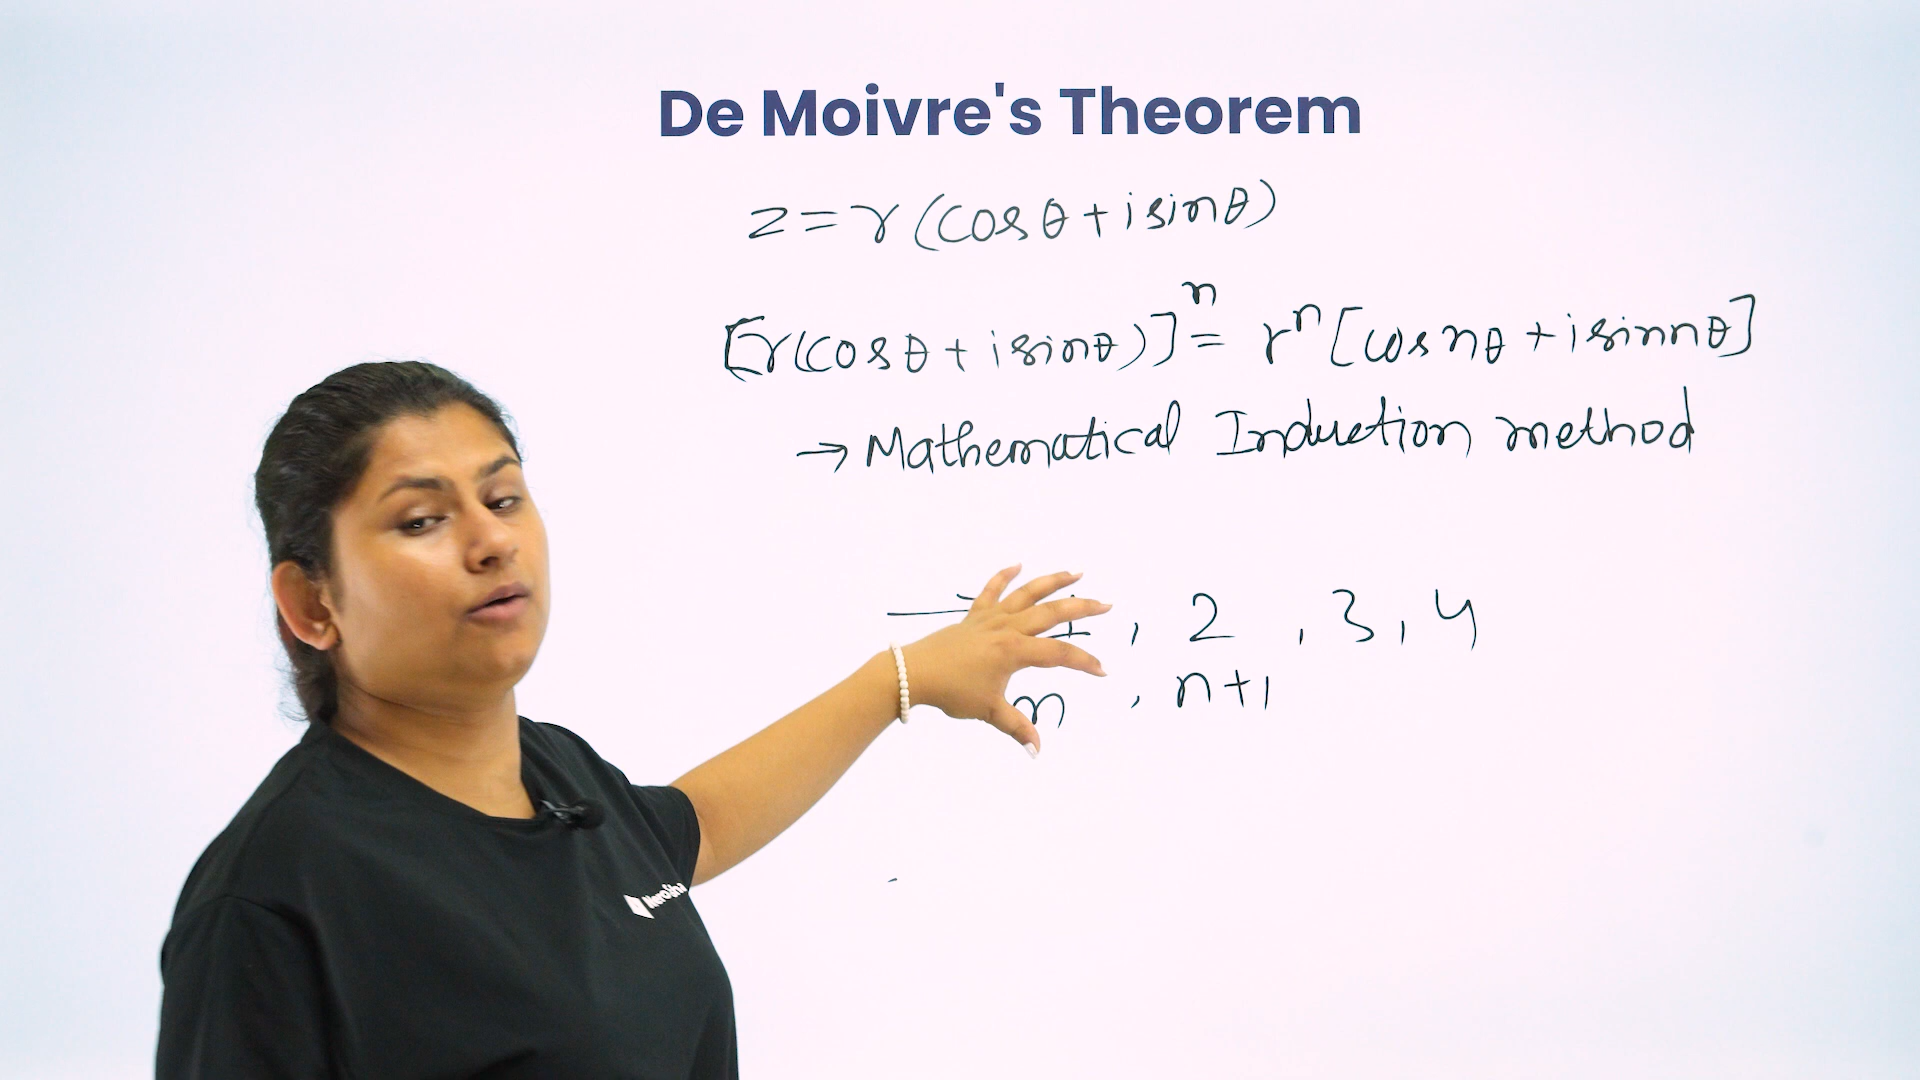 De Moivre's Theorem
z = r (cos θ + i sin θ)
[r(cos θ + i sin θ)]ⁿ = rⁿ [cos nθ + i sin nθ]
→ Mathematical Induction method
→ 1, 2, 3, 4
n, n+1